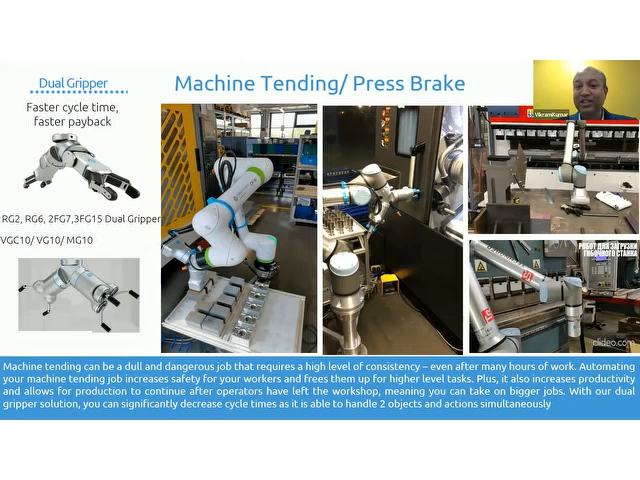 Dual Gripper
Faster cycle time,
faster payback
RG2, RG6, 2FG7,3FG15 Dual Gripper
VGC10/ VG10/ MG10
Machine Tending/ Press Brake
VikramKumar
РОБОТ ДЛЯ ЗАГРУЗКИ
ГИБОЧНОГО СТАНКА
clideo.com
Machine tending can be a dull and dangerous job that requires a high level of consistency – even after many hours of work. Automating
your machine tending job increases safety for your workers and frees them up for higher level tasks. Plus, it also increases productivity
and allows for production to continue after operators have left the workshop, meaning you can take on bigger jobs. With our dual
gripper solution, you can significantly decrease cycle times as it is able to handle 2 objects and actions simultaneously